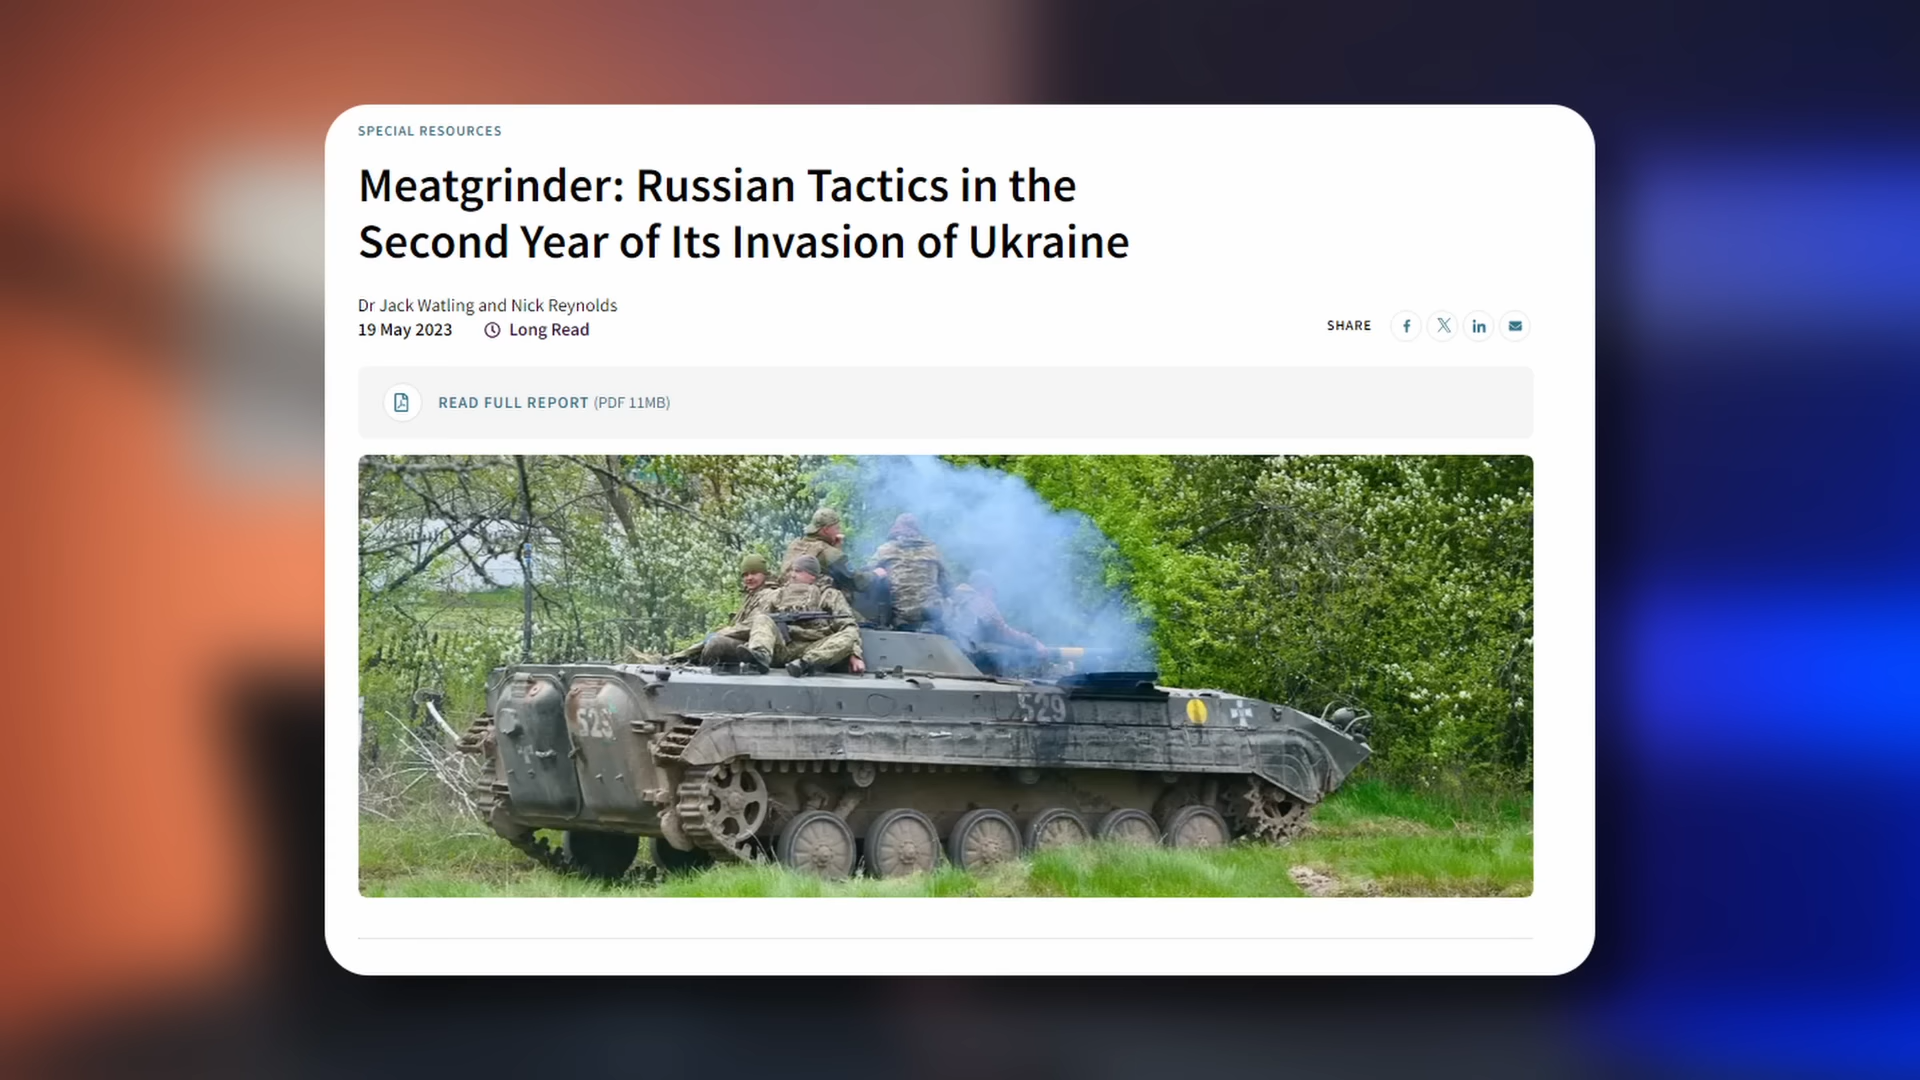 SPECIAL RESOURCES
Meatgrinder: Russian Tactics in the
Second Year of Its Invasion of Ukraine
Dr Jack Watling and Nick Reynolds
19 May 2023 Long Read
SHARE
READ FULL REPORT (PDF 11MB)
529